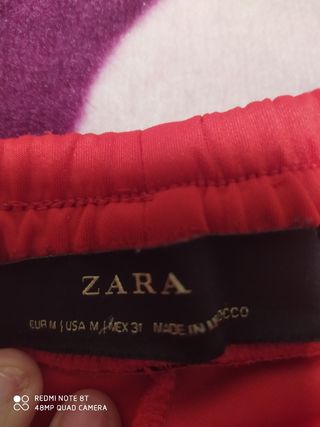 ZARA
EUR M | USA M | MEX 31 MADE IN MOROCCO
REDMI NOTE 8T
48MP QUAD CAMERA